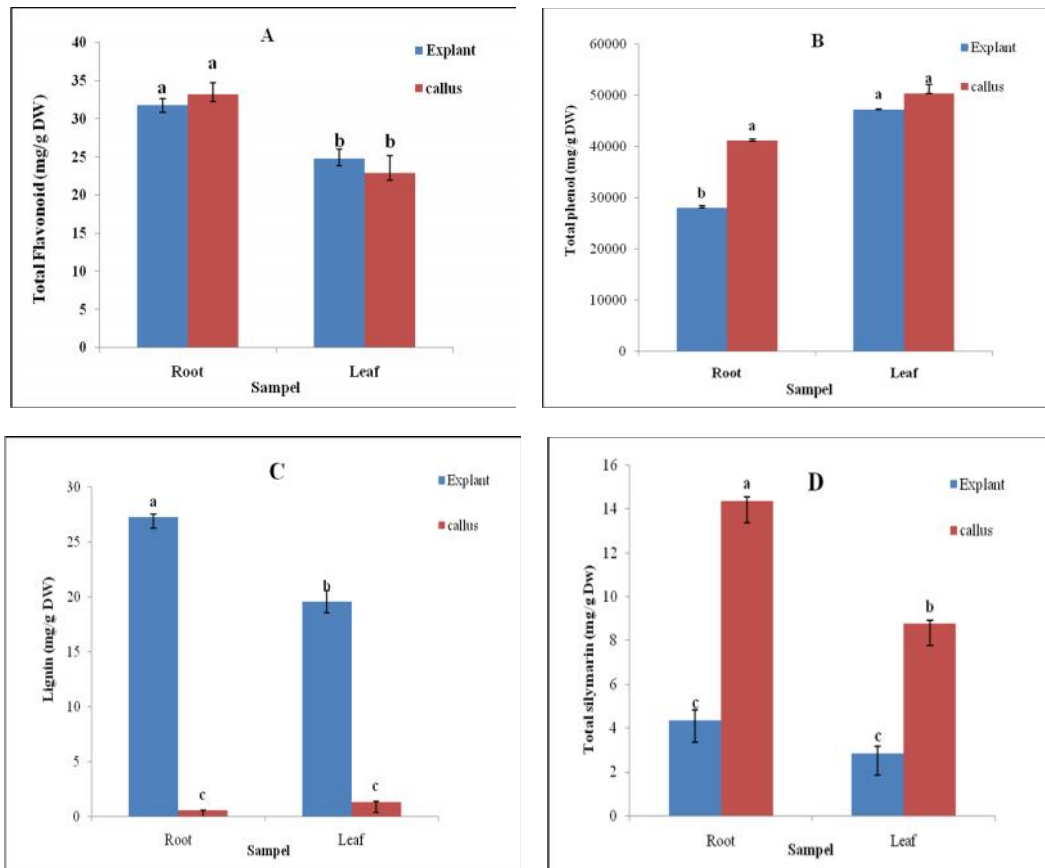 A
Explant
callus
Total Flavonoid (mg/g DW)
40
35
30
25
20
15
10
5
0
a
a
b
b
Root
Leaf
Sampel
B
Explant
callus
Total phenol (mg/g DW)
60000
50000
40000
30000
20000
10000
0
b
a
a
a
Root
Leaf
Sampel
C
Explant
callus
Lignin (mg/g DW)
30
25
20
15
10
5
0
a
c
b
c
Root
Leaf
Sampel
D
Explant
callus
Total silymarin (mg/g Dw)
16
14
12
10
8
6
4
2
0
c
a
c
b
Root
Leaf
Sampel